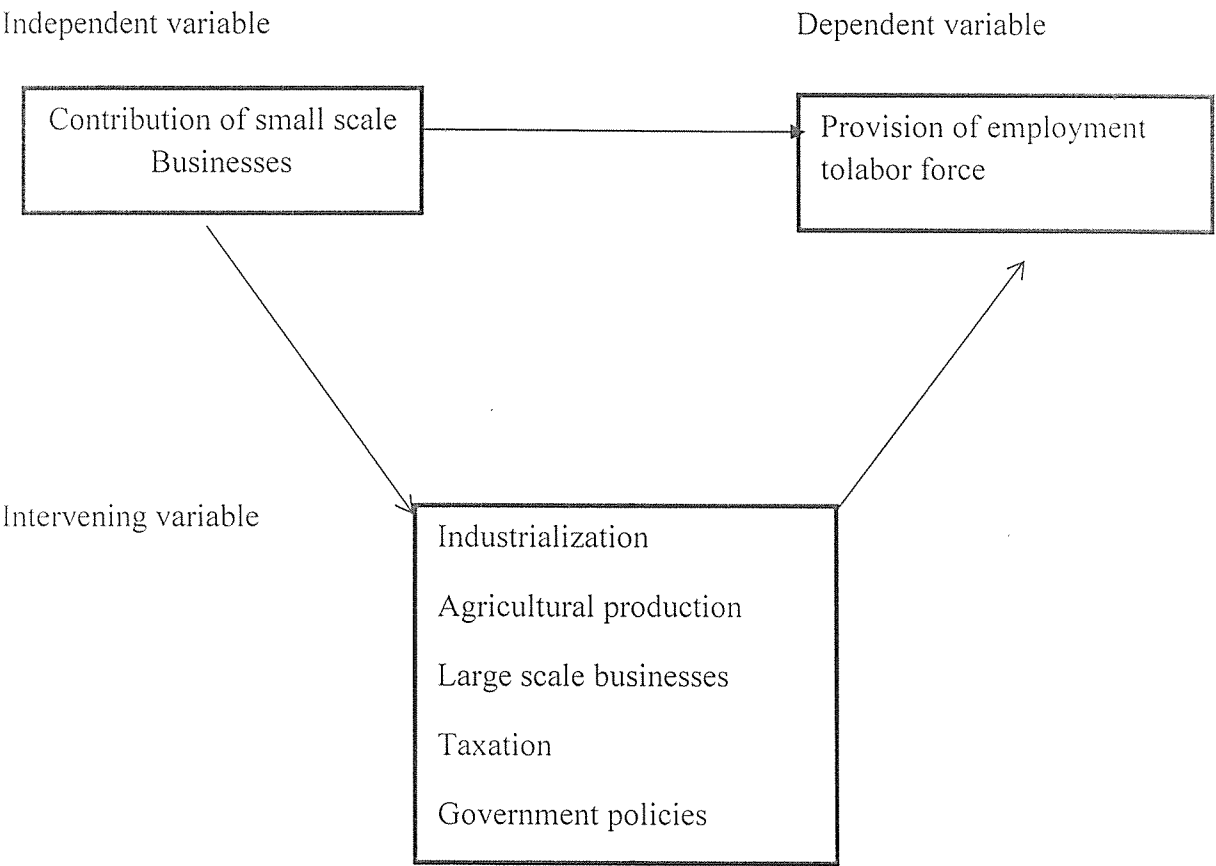 Independent variable
Dependent variable
Contribution of small scale
Businesses
Provision of employment
tolabor force
Intervening variable
Industrialization
Agricultural production
Large scale businesses
Taxation
Government policies